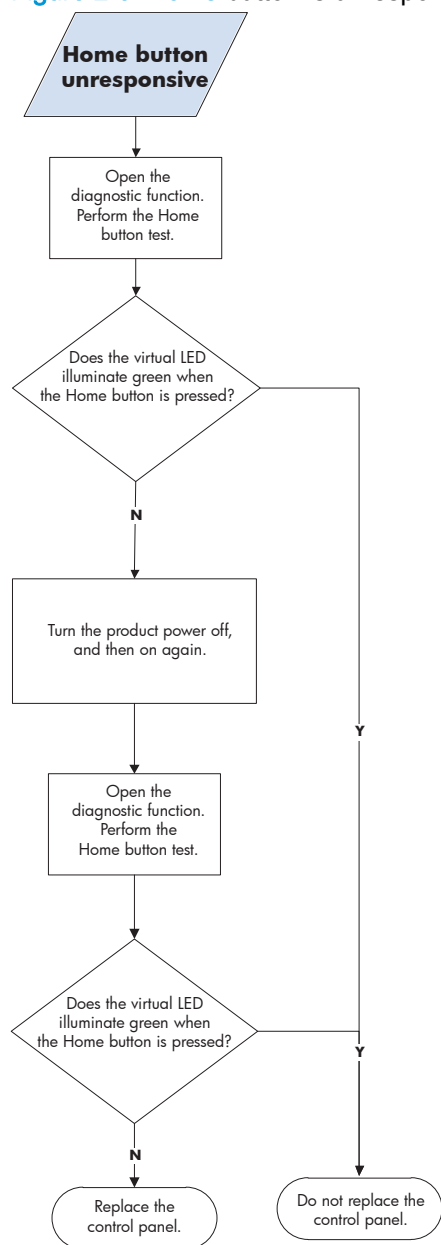 Home button
unresponsive
Open the
diagnostic function.
Perform the Home
button test.
Does the virtual LED
illuminate green when
the Home button is pressed?
N
Turn the product power off,
and then on again.
Y
Open the
diagnostic function.
Perform the
Home button test.
Does the virtual LED
illuminate green when
the Home button is pressed?
Y
N
Replace the
control panel.
Do not replace the
control panel.